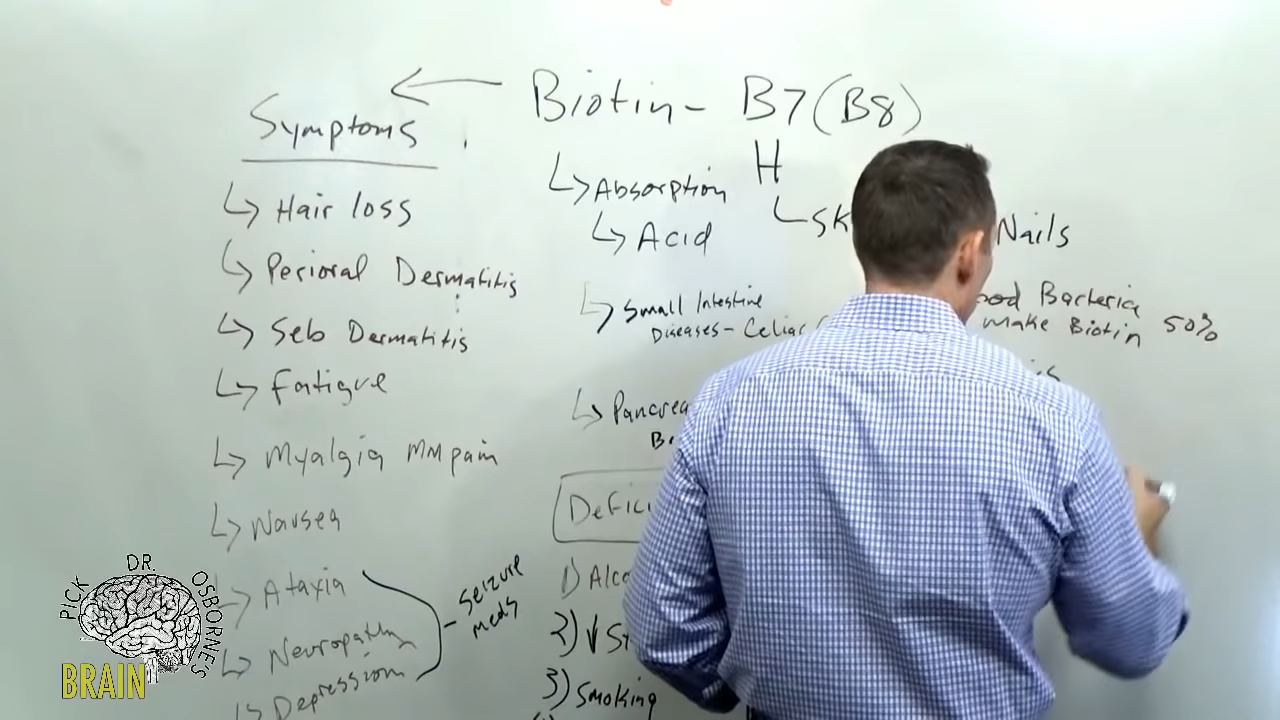 Biotin - B7 (B8)
H
Nails
Symptoms
Hair loss
Perioral Dermatitis
Seb Dermatitis
Fatigue
Myalgia MM pain
Nausea
Ataxia
Neuropathy
Depression
Seizure
meds
Absorption
Acid
Small Intestine
Diseases - Celiac
Bacteria
make Biotin 50%
1)
2)
3) Smoking
PICK DR. OSBORNE'S
BRAIN